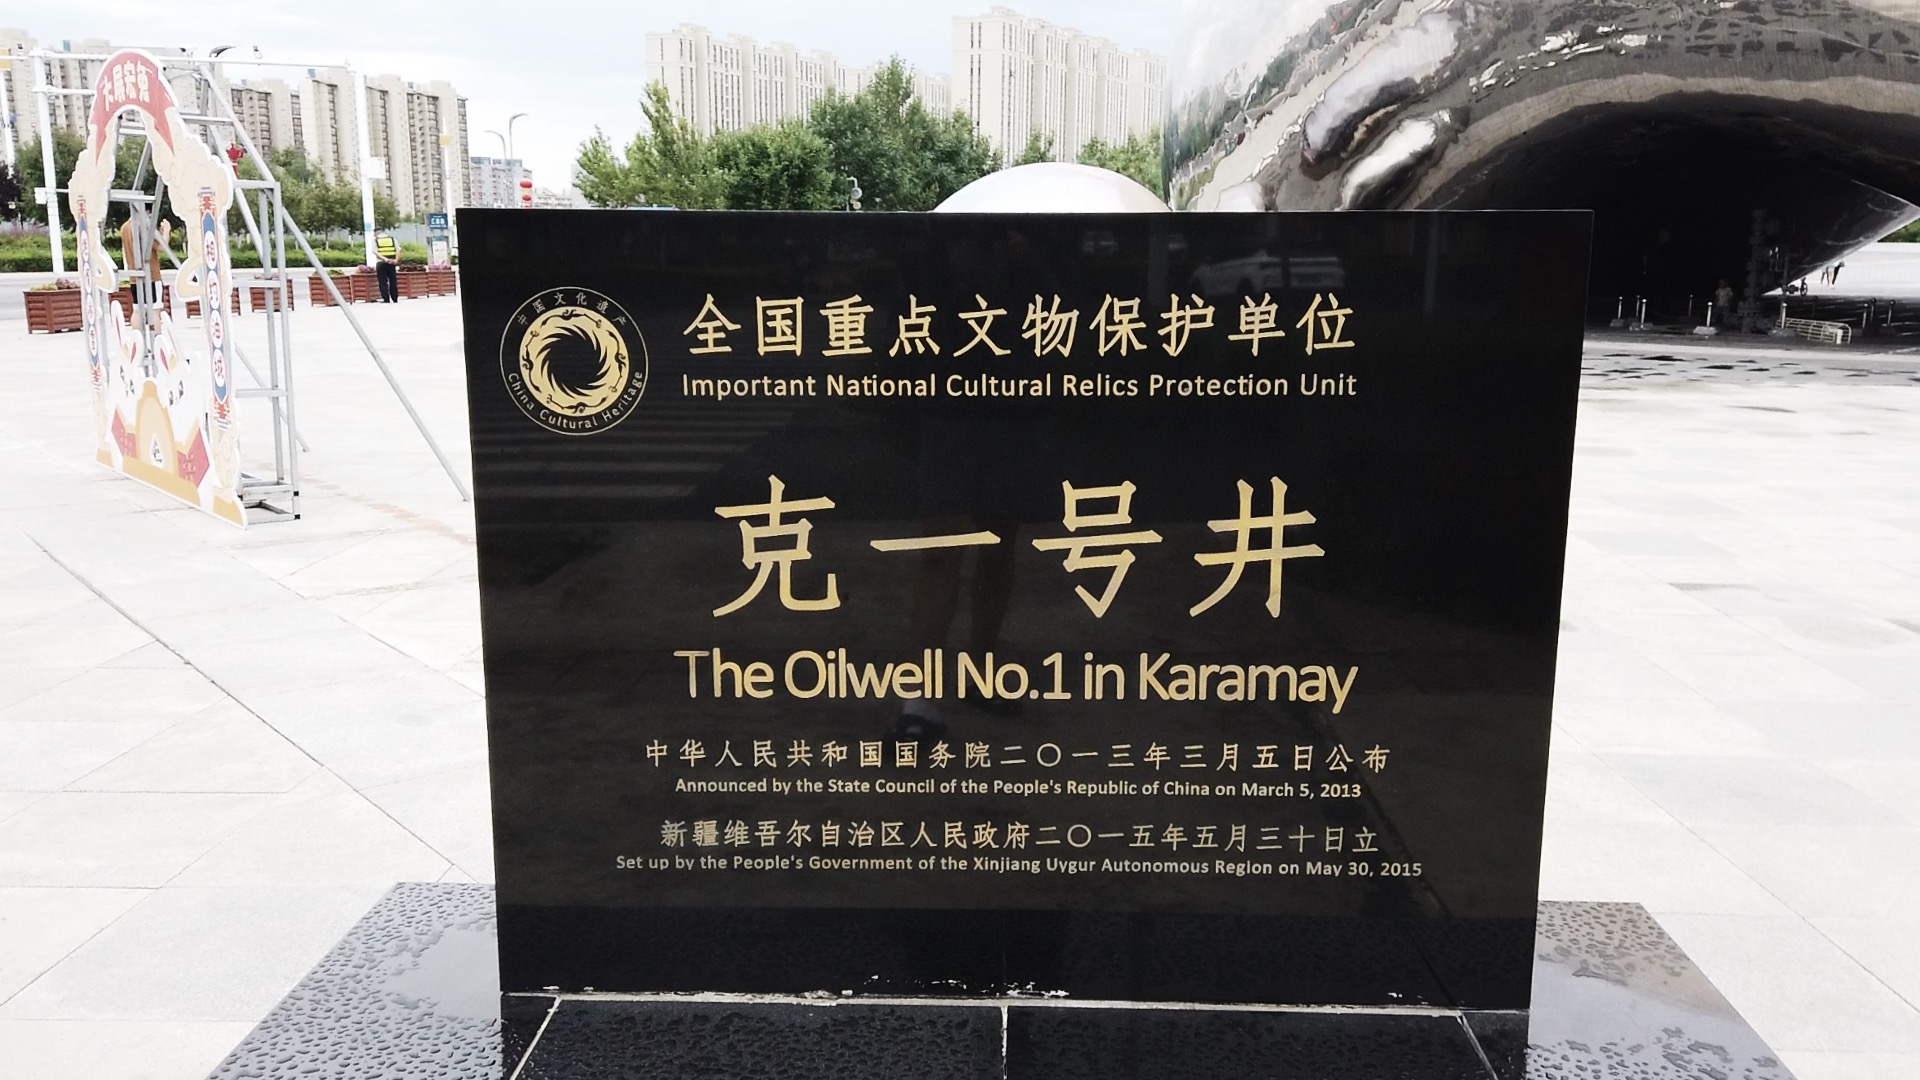 大展宏兔
中国文化遗产
China Cultural Heritage
全国重点文物保护单位
Important National Cultural Relics Protection Unit
克一号井
The Oilwell No.1 in Karamay
中华人民共和国国务院二〇一三年三月五日公布
Announced by the State Council of the People's Republic of China on March 5, 2013
新疆维吾尔自治区人民政府二〇一五年五月三十日立
Set up by the People's Government of the Xinjiang Uygur Autonomous Region on May 30, 2015